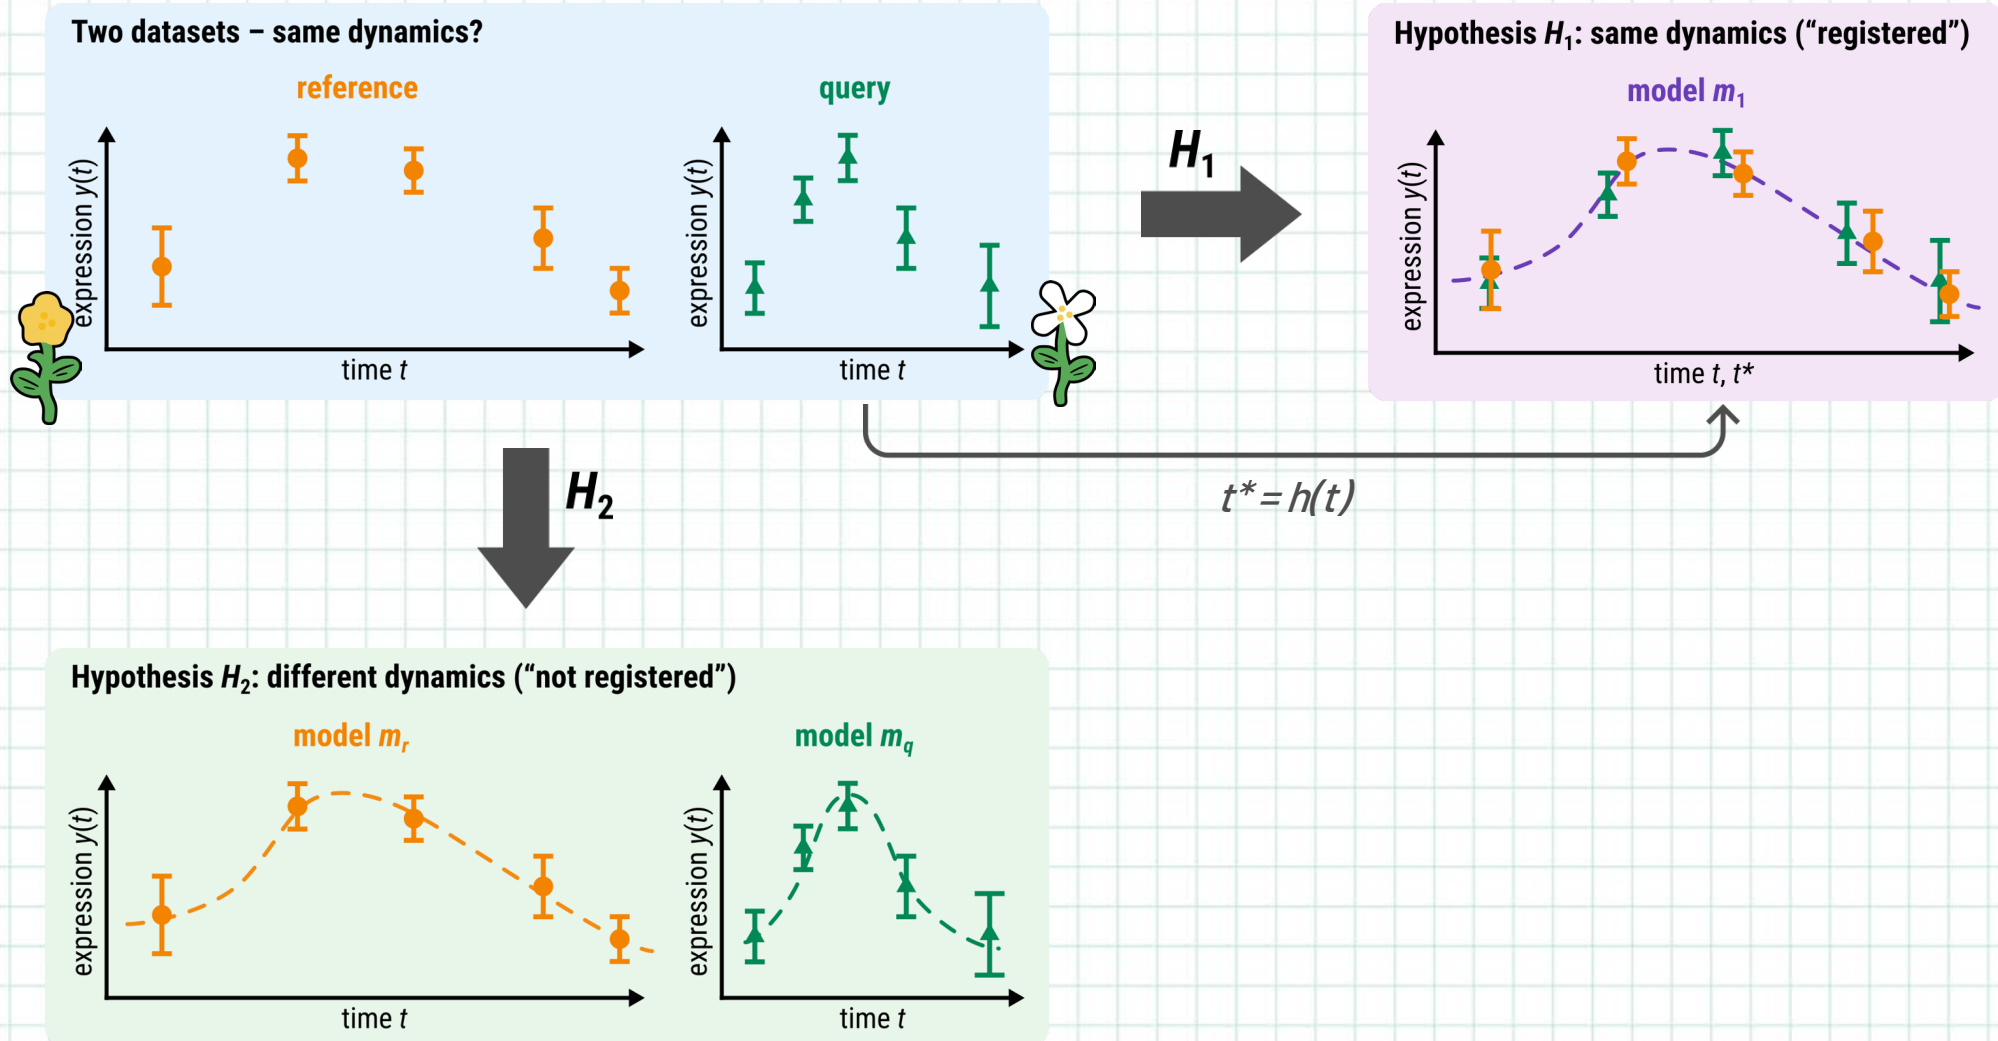 Two datasets – same dynamics?
reference
query
expression y(t)
time t
expression y(t)
time t
H₁
Hypothesis H₁: same dynamics (“registered”)
model m₁
expression y(t)
time t, t*
t* = h(t)
H₂
Hypothesis H₂: different dynamics (“not registered”)
model mᵣ
model m_q
expression y(t)
time t
expression y(t)
time t